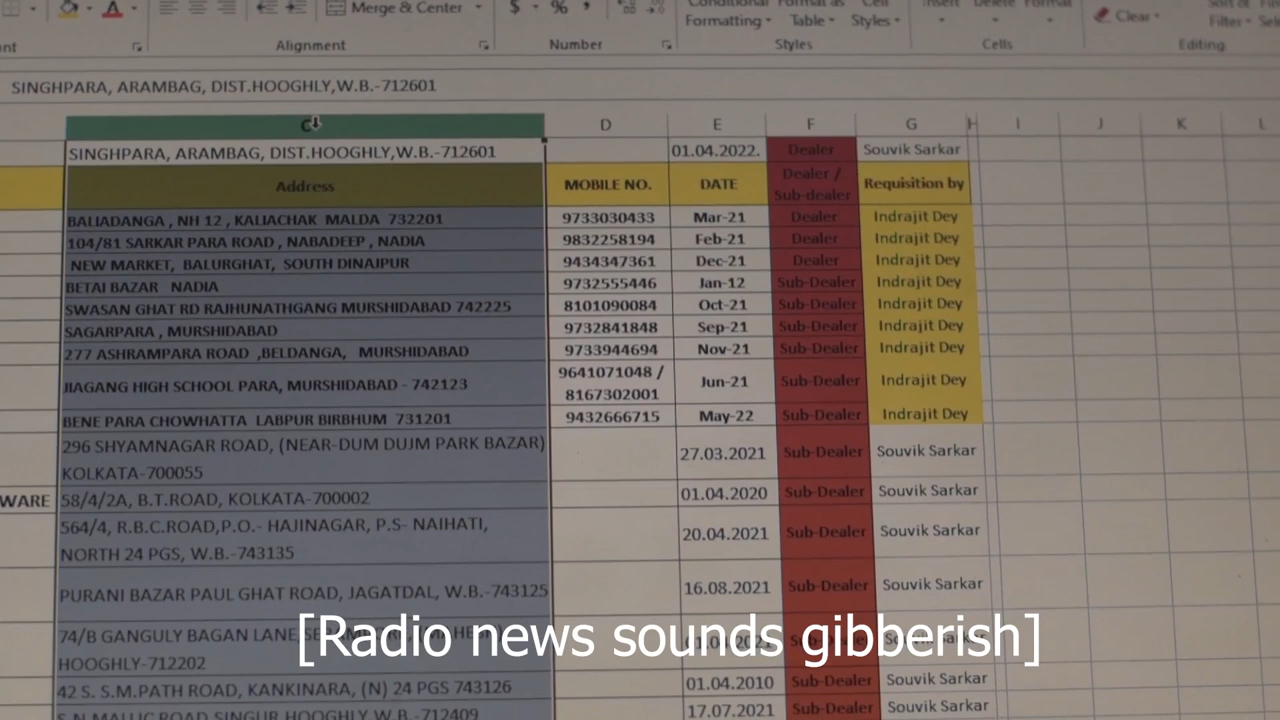 Merge & Center
$ %
Conditional Format as Cell
Formatting Table Styles
Insert Delete Format
Clear
Filter
Alignment Number Styles Cells Editing
SINGHPARA, ARAMBAG, DIST.HOOGHLY,W.B.-712601
C D E F G H I J K L
SINGHPARA, ARAMBAG, DIST.HOOGHLY,W.B.-712601 01.04.2022. Dealer Souvik Sarkar
Address MOBILE NO. DATE Dealer / Sub-dealer Requisition by
BALIADANGA , NH 12 , KALIACHAK MALDA 732201 9733030433 Mar-21 Dealer Indrajit Dey
104/81 SARKAR PARA ROAD , NABADEEP , NADIA 9832258194 Feb-21 Dealer Indrajit Dey
NEW MARKET, BALURGHAT, SOUTH DINAJPUR 9434347361 Dec-21 Dealer Indrajit Dey
BETAI BAZAR NADIA 9732555446 Jan-12 Sub-Dealer Indrajit Dey
SWASAN GHAT RD RAJHUNATHGANG MURSHIDABAD 742225 8101090084 Oct-21 Sub-Dealer Indrajit Dey
SAGARPARA , MURSHIDABAD 9732841848 Sep-21 Sub-Dealer Indrajit Dey
277 ASHRAMPARA ROAD ,BELDANGA, MURSHIDABAD 9733944694 Nov-21 Sub-Dealer Indrajit Dey
JIAGANG HIGH SCHOOL PARA, MURSHIDABAD - 742123 9641071048 / 8167302001 Jun-21 Sub-Dealer Indrajit Dey
BENE PARA CHOWHATTA LABPUR BIRBHUM 731201 9432666715 May-22 Sub-Dealer Indrajit Dey
296 SHYAMNAGAR ROAD, (NEAR-DUM DUJM PARK BAZAR)
KOLKATA-700055 27.03.2021 Sub-Dealer Souvik Sarkar
WARE 58/4/2A, B.T.ROAD, KOLKATA-700002 01.04.2020 Sub-Dealer Souvik Sarkar
564/4, R.B.C.ROAD,P.O.- HAJINAGAR, P.S- NAIHATI,
NORTH 24 PGS, W.B.-743135 20.04.2021 Sub-Dealer Souvik Sarkar
PURANI BAZAR PAUL GHAT ROAD, JAGATDAL, W.B.-743125 16.08.2021 Sub-Dealer Souvik Sarkar
74/B GANGULY BAGAN LANE
HOOGHLY-712202
[Radio news sounds gibberish]
42 S. S.M.PATH ROAD, KANKINARA, (N) 24 PGS 743126 01.04.2010 Sub-Dealer Souvik Sarkar
S.N.MALLIC ROAD SINGUR HOOGHLY W.B.-712409 17.07.2021 Sub-Dealer Souvik Sarkar